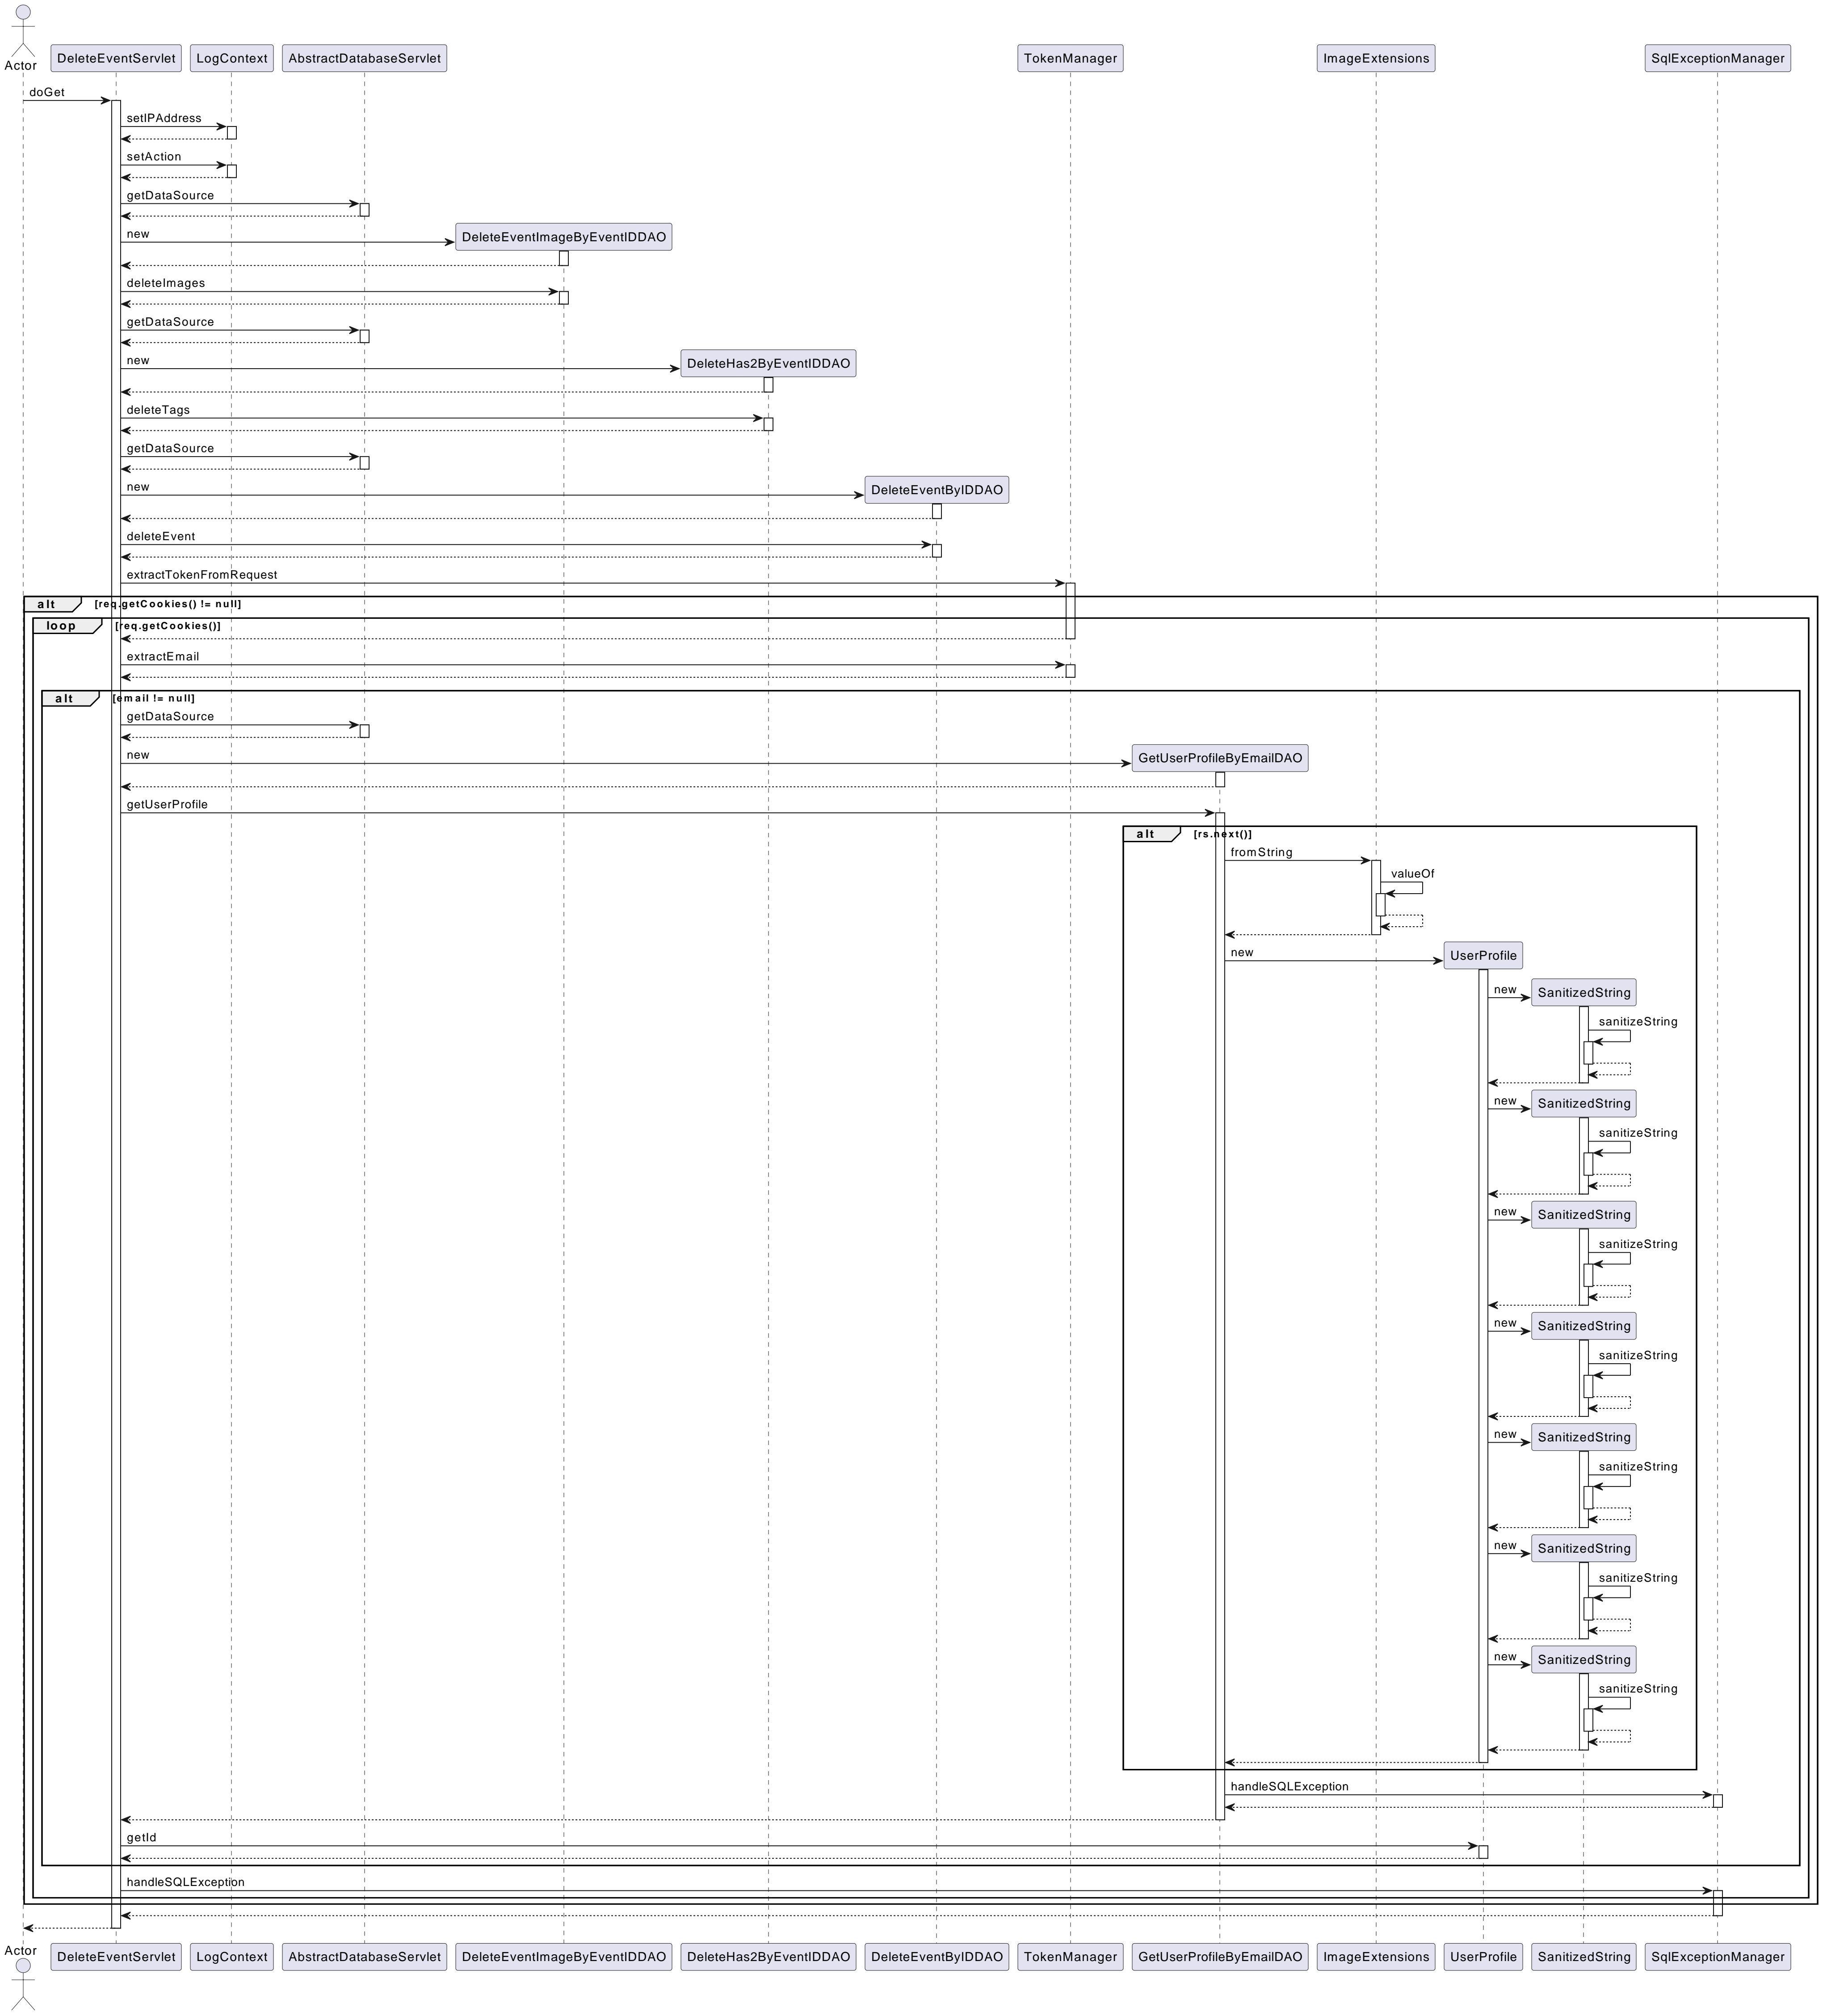 Actor
DeleteEventServlet
LogContext
AbstractDatabaseServlet
TokenManager
ImageExtensions
SqlExceptionManager
doGet
setIPAddress
setAction
getDataSource
new
DeleteEventImageByEventIDDAO
deleteImages
getDataSource
new
DeleteHas2ByEventIDDAO
deleteTags
getDataSource
new
DeleteEventByIDDAO
deleteEvent
extractTokenFromRequest
alt [req.getCookies() != null]
loop [req.getCookies()]
extractEmail
alt [email != null]
getDataSource
new
GetUserProfileByEmailDAO
getUserProfile
alt [rs.next()]
fromString
valueOf
new
UserProfile
new
SanitizedString
sanitizeString
new
SanitizedString
sanitizeString
new
SanitizedString
sanitizeString
new
SanitizedString
sanitizeString
new
SanitizedString
sanitizeString
new
SanitizedString
sanitizeString
new
SanitizedString
sanitizeString
handleSQLException
getId
handleSQLException
Actor
DeleteEventServlet
LogContext
AbstractDatabaseServlet
DeleteEventImageByEventIDDAO
DeleteHas2ByEventIDDAO
DeleteEventByIDDAO
TokenManager
GetUserProfileByEmailDAO
ImageExtensions
UserProfile
SanitizedString
SqlExceptionManager